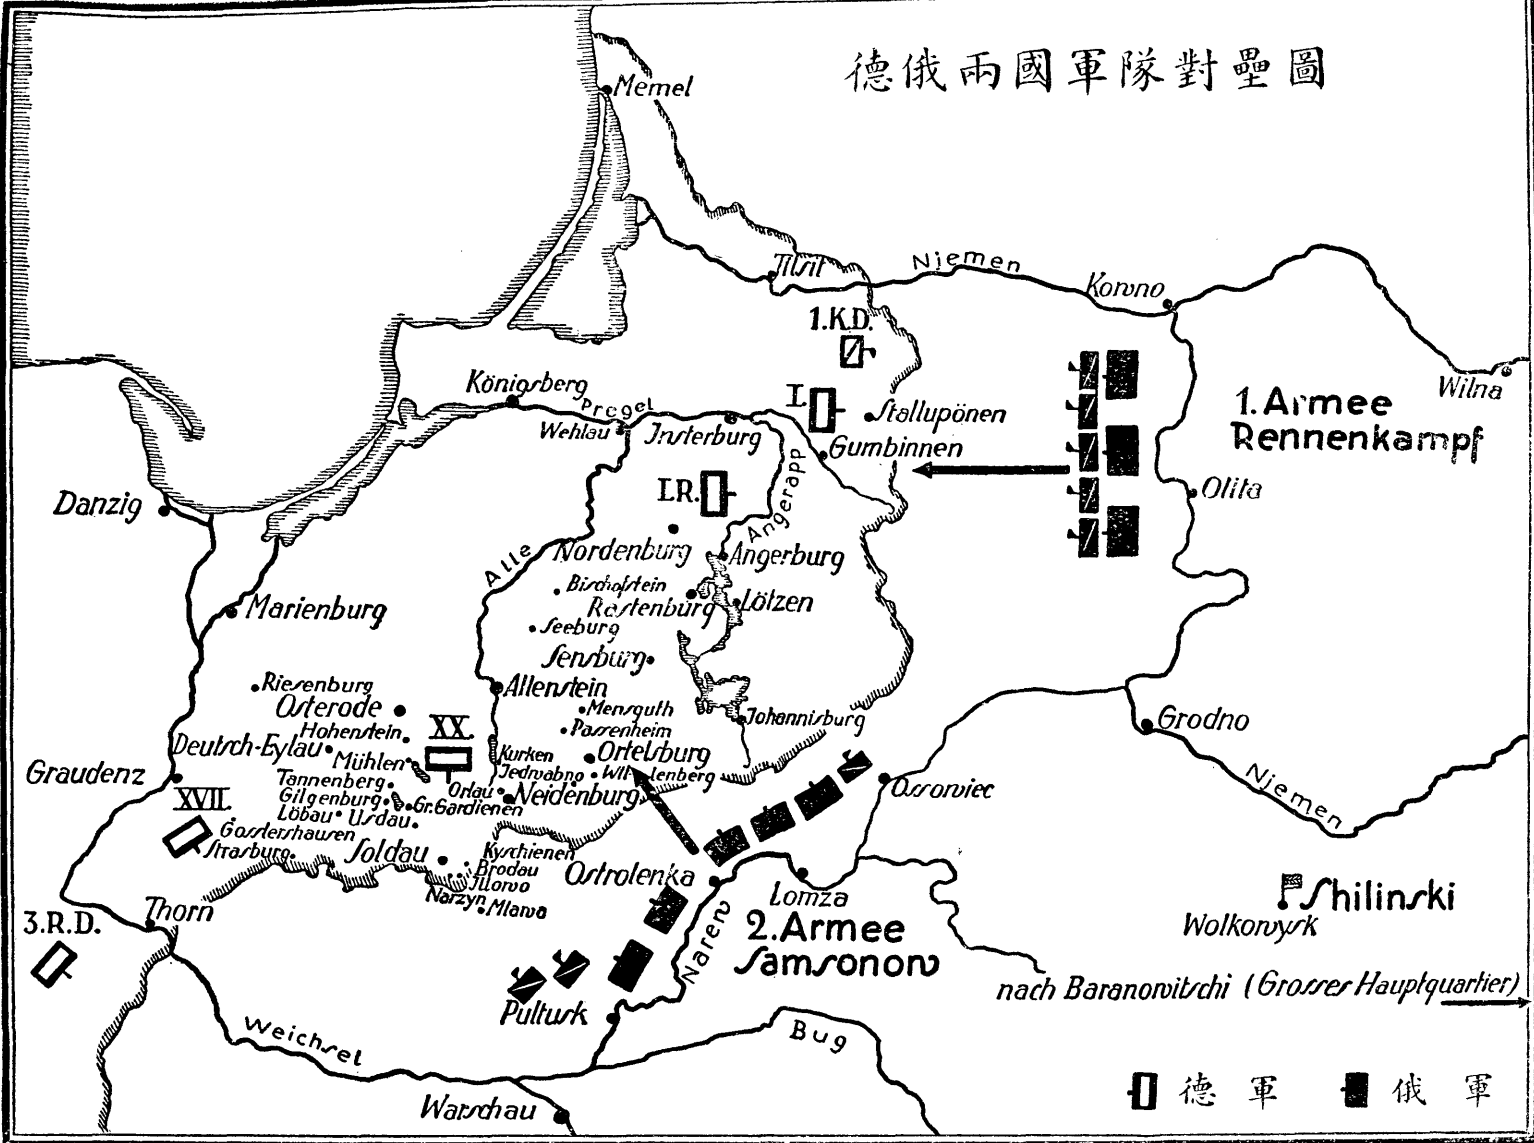 德俄兩國軍隊對壘圖
Memel
Tilsit
Njemen
Kowno
Wilna
1.K.D.
I.
Stallupönen
Gumbinnen
1.Armee
Rennenkampf
Olita
Königsberg
Pregel
Wehlau
Insterburg
I.R.
Angerapp
Danzig
Nordenburg
Angerburg
Alle
Bischofstein
Rastenburg
Lötzen
Marienburg
Seeburg
Sensburg
Riesenburg
Allenstein
Osterode
Mensguth
Johannisburg
Hohenstein
XX.
Passenheim
Grodno
Deutsch-Eylau
Mühlen
Kurken
Ortelsburg
Graudenz
Tannenberg
Jedwabno
Orlau
Neidenburg
Ossowiec
Njemen
XVII.
Gilgenburg
Gr.Gardienen
Löbau
Usdau
Gosslershausen
Strasburg
Soldau
Kyschienen
Brodau
Illowo
Narzyn
Mlawa
Ostrolenka
Lomza
Shilinski
Wolkowysk
3.R.D.
Thorn
Naren
2.Armee
Samsonow
nach Baranowitschi (Grosses Hauptquartier)
Pultusk
Weichsel
Bug
Warschau
德軍
俄軍